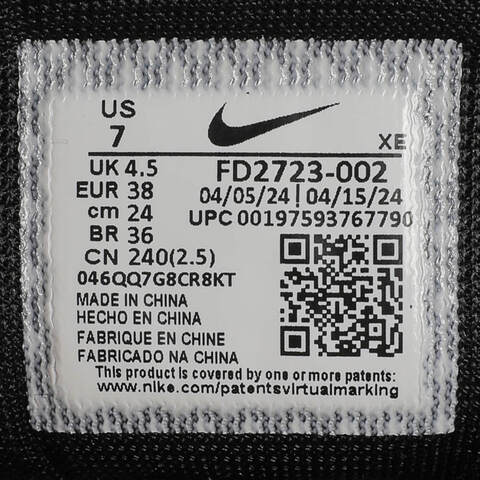 US
7
XE
UK 4.5
EUR 38
cm 24
BR 36
CN 240(2.5)
FD2723-002
04/05/24 | 04/15/24
UPC 00197593767790
046QQ7G8CR8KT
MADE IN CHINA
HECHO EN CHINA
FABRIQUE EN CHINE
FABRICADO NA CHINA
This product is covered by one or more patents:
www.nike.com/patentsvirtualmarking